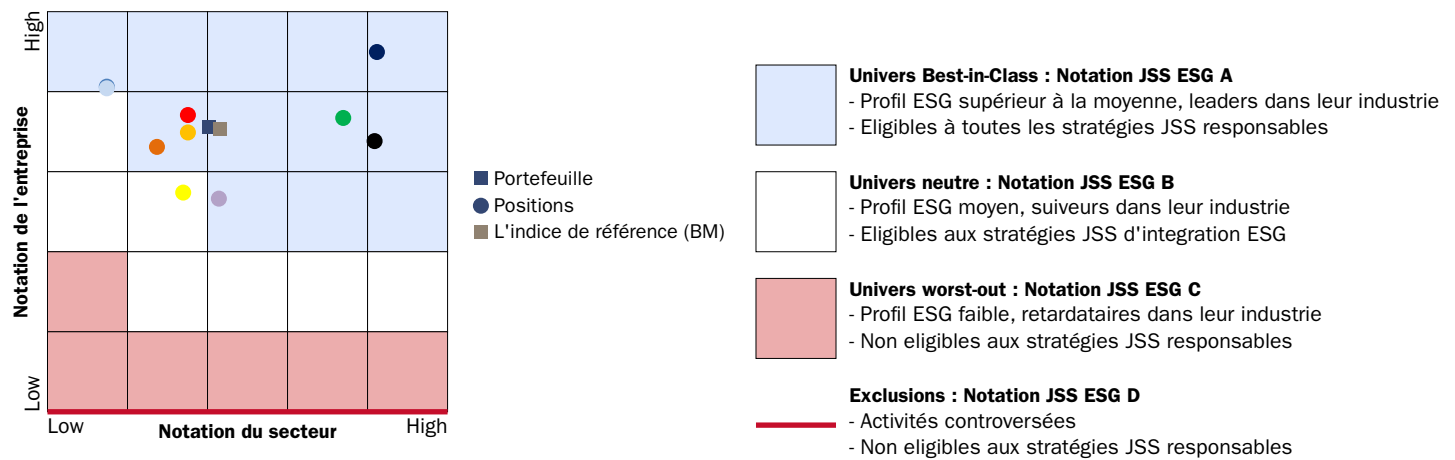 High
Notation de l'entreprise
Low
Low
Notation du secteur
High
Portefeuille
Positions
L'indice de référence (BM)
Univers Best-in-Class : Notation JSS ESG A
- Profil ESG supérieur à la moyenne, leaders dans leur industrie
- Eligibles à toutes les stratégies JSS responsables
Univers neutre : Notation JSS ESG B
- Profil ESG moyen, suiveurs dans leur industrie
- Eligibles aux stratégies JSS d'integration ESG
Univers worst-out : Notation JSS ESG C
- Profil ESG faible, retardataires dans leur industrie
- Non eligibles aux stratégies JSS responsables
Exclusions : Notation JSS ESG D
- Activités controversées
- Non eligibles aux stratégies JSS responsables